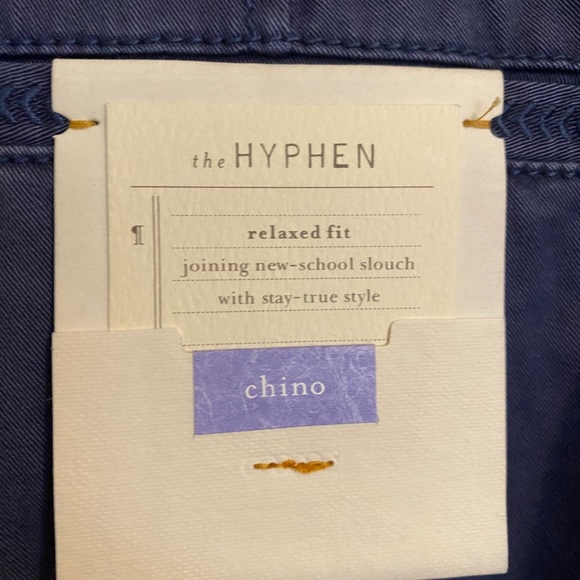 the HYPHEN
¶
relaxed fit
joining new-school slouch
with stay-true style
chino